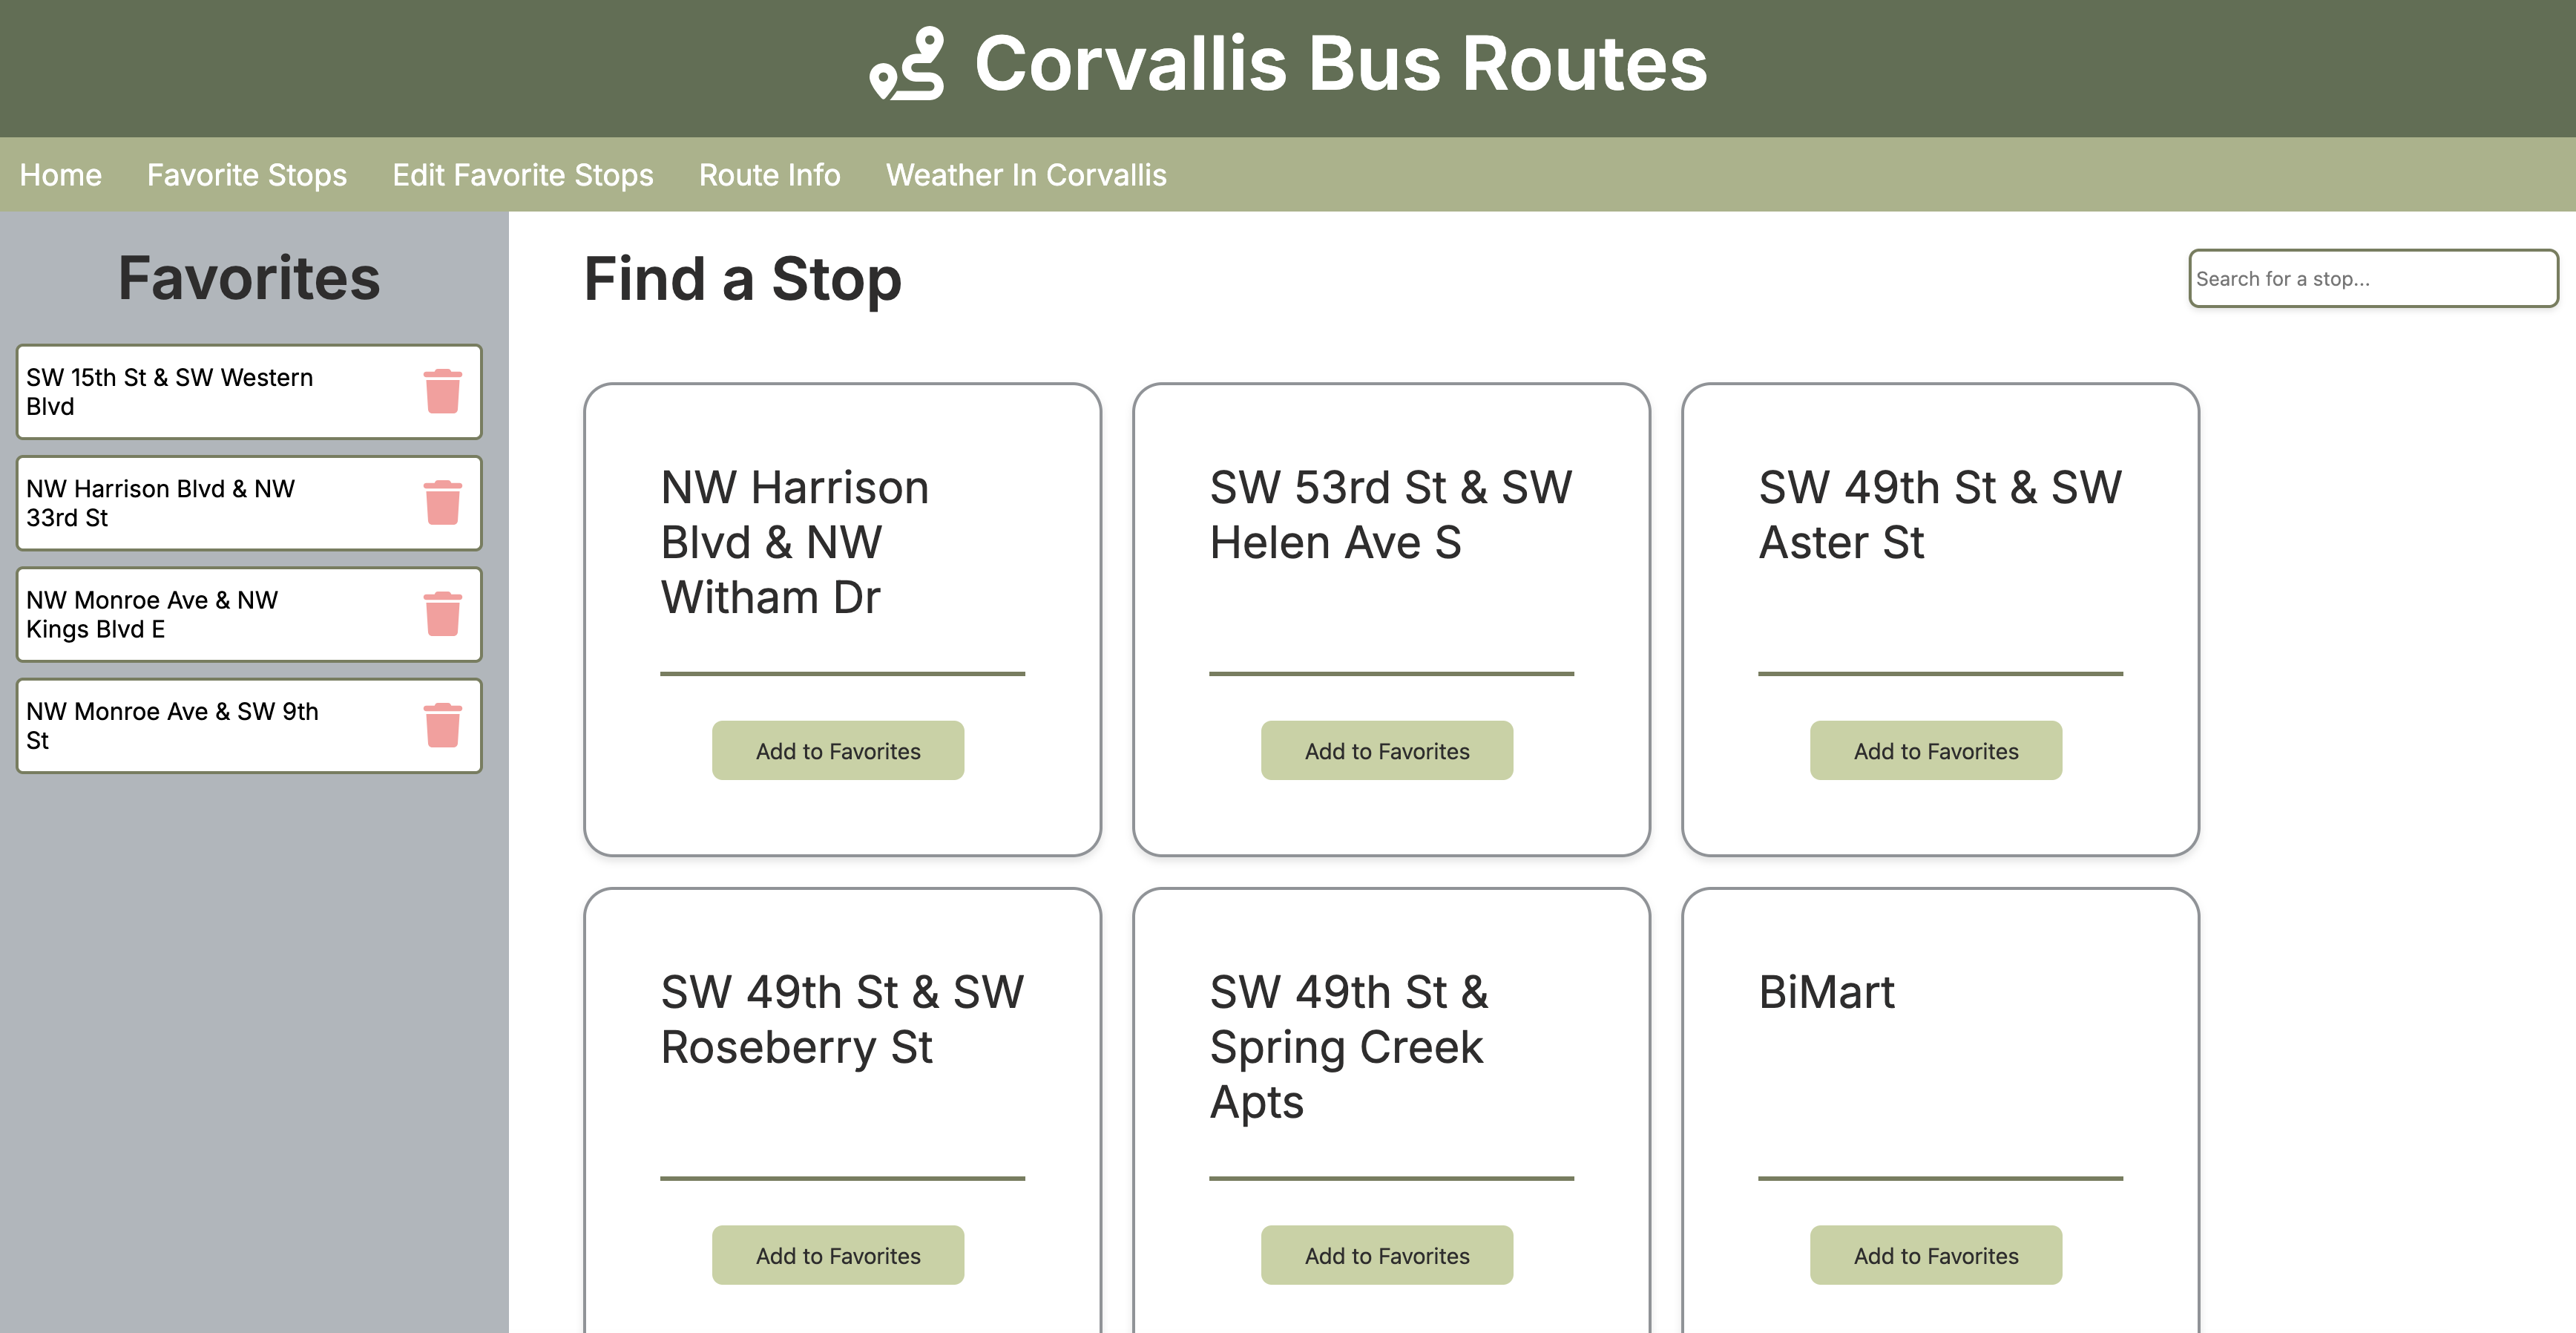 Corvallis Bus Routes
Home Favorite Stops Edit Favorite Stops Route Info Weather In Corvallis
Favorites
SW 15th St & SW Western
Blvd
NW Harrison Blvd & NW
33rd St
NW Monroe Ave & NW
Kings Blvd E
NW Monroe Ave & SW 9th
St
Find a Stop
Search for a stop...
NW Harrison
Blvd & NW
Witham Dr
Add to Favorites
SW 53rd St & SW
Helen Ave S
Add to Favorites
SW 49th St & SW
Aster St
Add to Favorites
SW 49th St & SW
Roseberry St
Add to Favorites
SW 49th St &
Spring Creek
Apts
Add to Favorites
BiMart
Add to Favorites